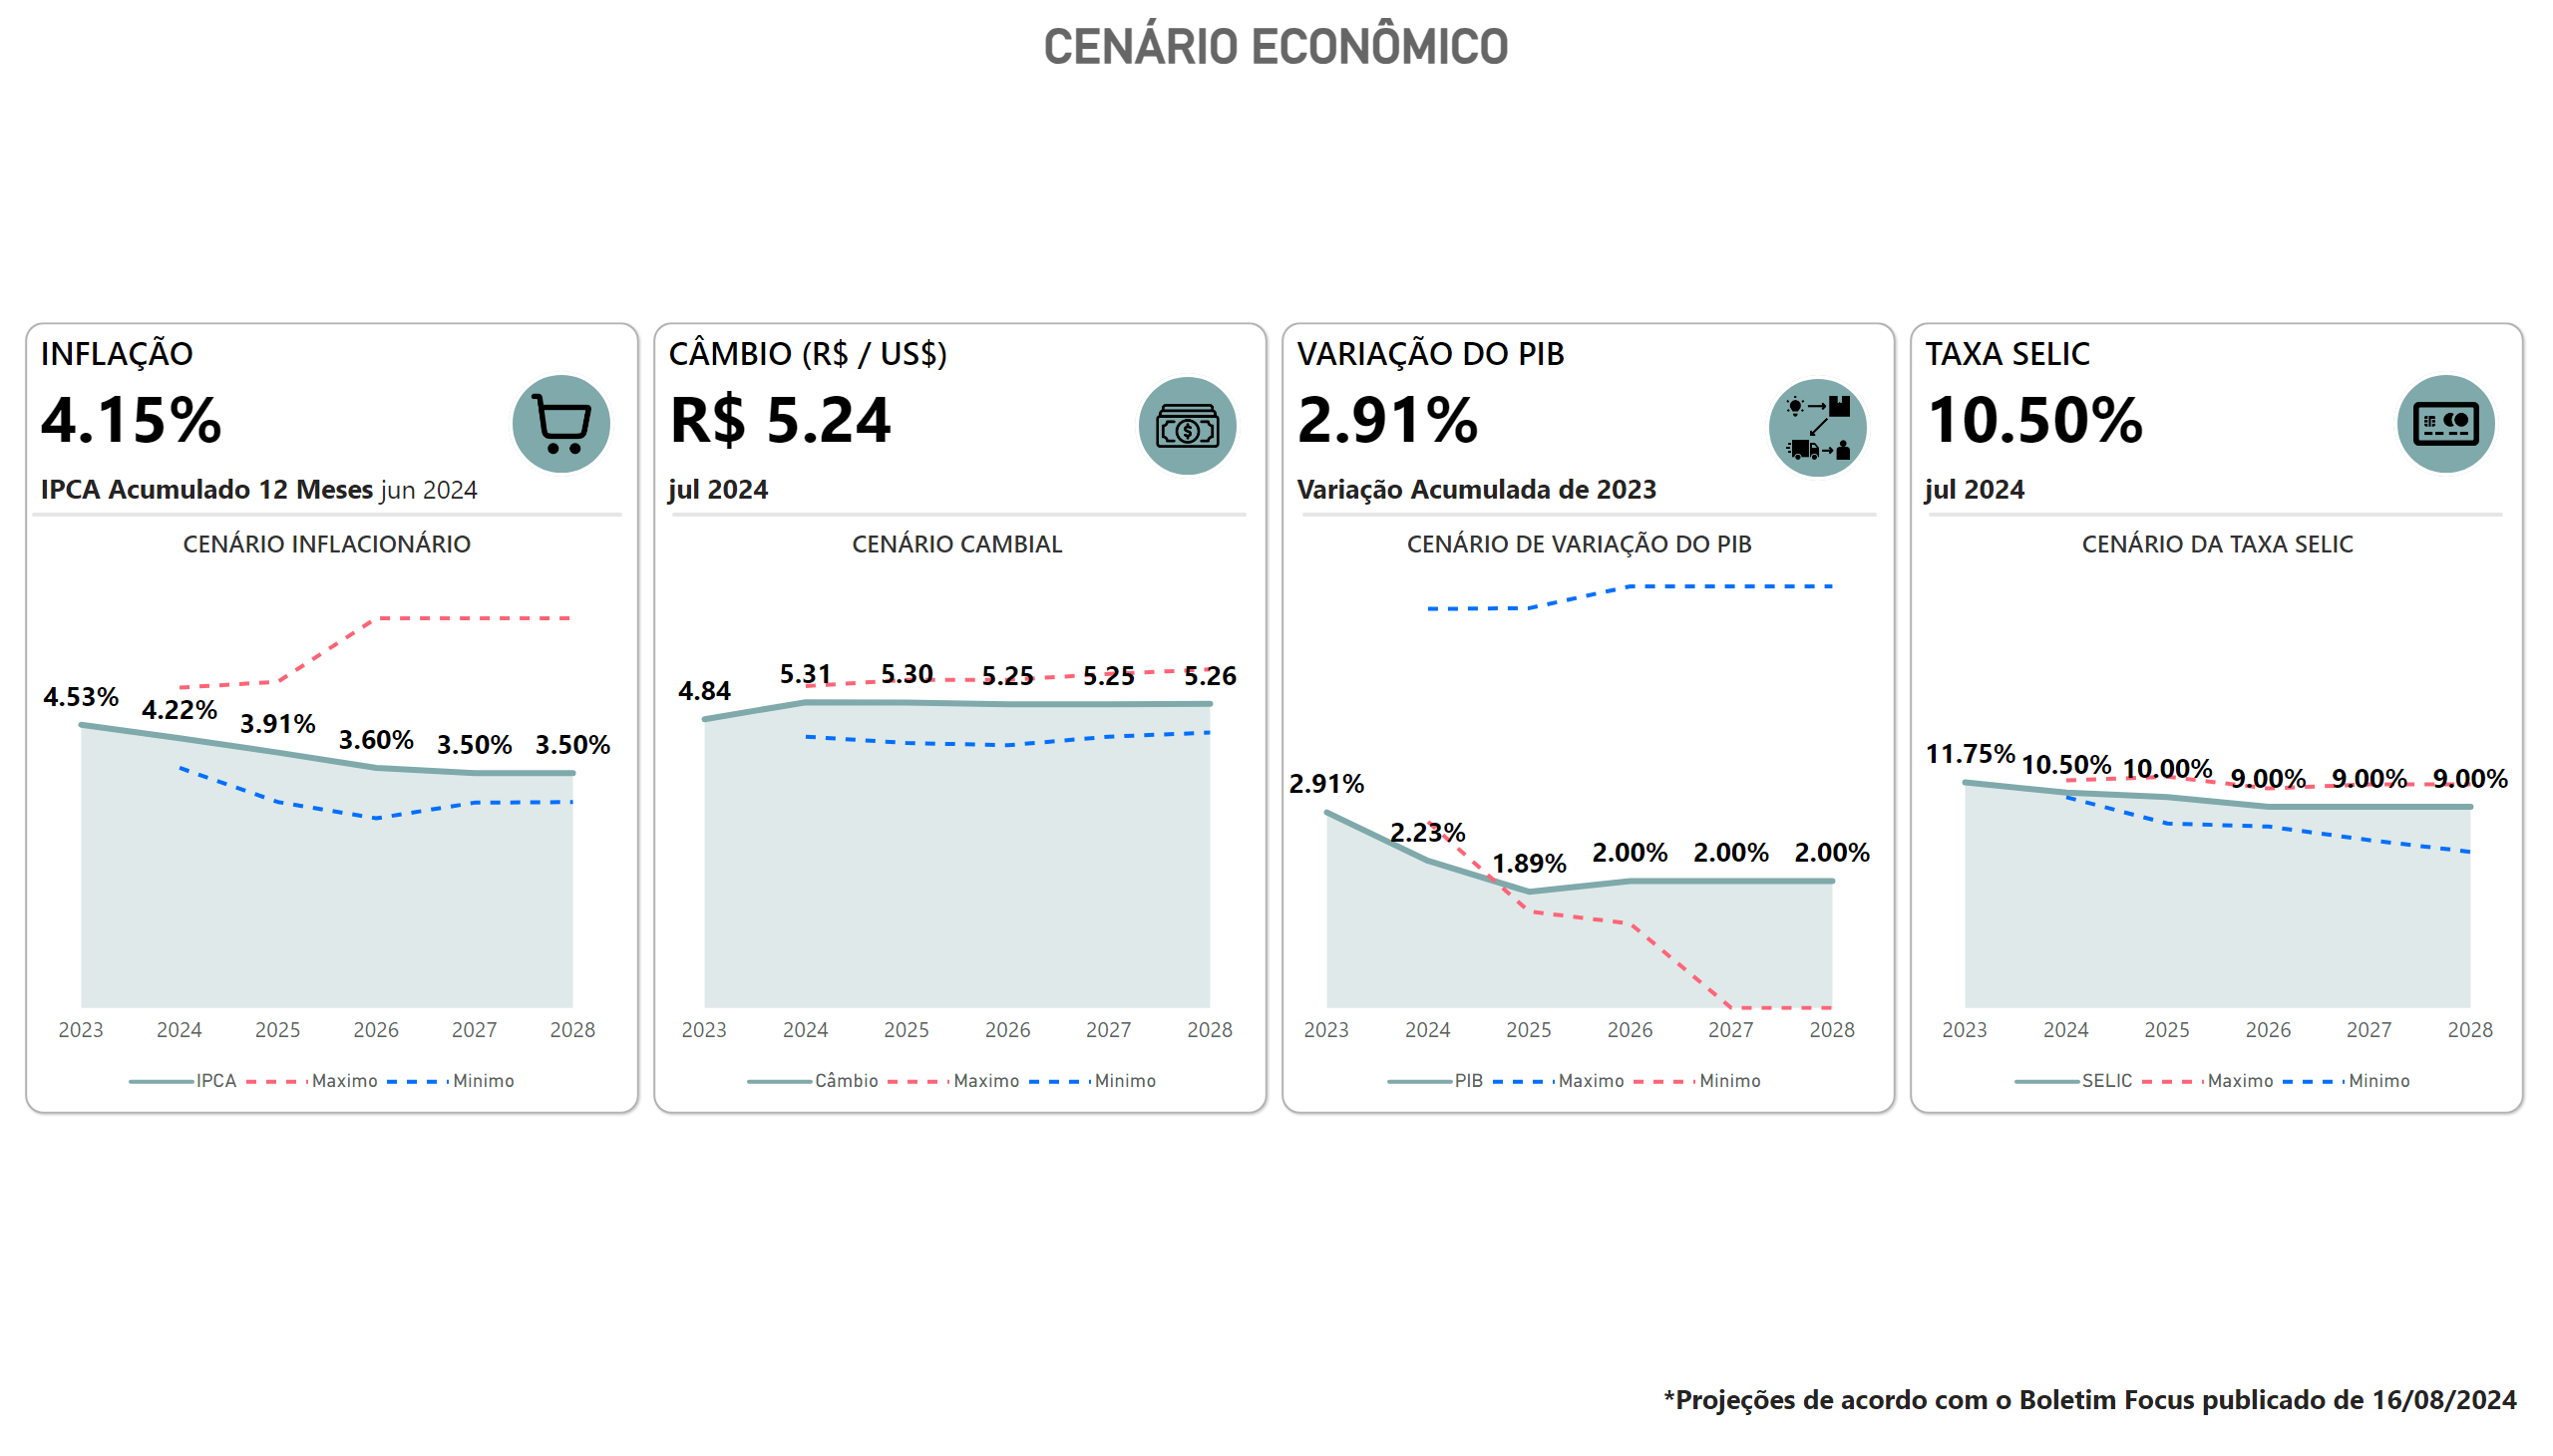 CENÁRIO ECONÔMICO
INFLAÇÃO
4.15%
IPCA Acumulado 12 Meses jun 2024
CENÁRIO INFLACIONÁRIO
4.53% 4.22% 3.91% 3.60% 3.50% 3.50%
2023 2024 2025 2026 2027 2028
IPCA Maximo Minimo
CÂMBIO (R$ / US$)
R$ 5.24
jul 2024
CENÁRIO CAMBIAL
4.84 5.31 5.30 5.25 5.25 5.26
2023 2024 2025 2026 2027 2028
Câmbio Maximo Minimo
VARIAÇÃO DO PIB
2.91%
Variação Acumulada de 2023
CENÁRIO DE VARIAÇÃO DO PIB
2.91% 2.23% 1.89% 2.00% 2.00% 2.00%
2023 2024 2025 2026 2027 2028
PIB Maximo Minimo
TAXA SELIC
10.50%
jul 2024
CENÁRIO DA TAXA SELIC
11.75% 10.50% 10.00% 9.00% 9.00% 9.00%
2023 2024 2025 2026 2027 2028
SELIC Maximo Minimo
*Projeções de acordo com o Boletim Focus publicado de 16/08/2024